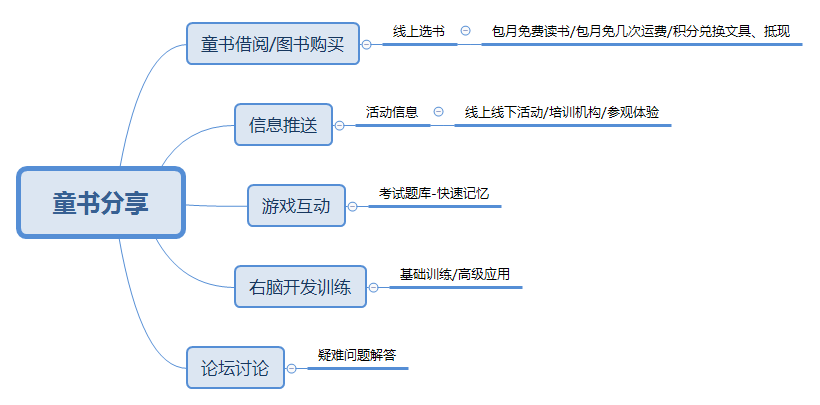 童书分享
童书借阅/图书购买
线上选书
包月免费读书/包月免几次运费/积分兑换文具、抵现
信息推送
活动信息
线上线下活动/培训机构/参观体验
游戏互动
考试题库-快速记忆
右脑开发训练
基础训练/高级应用
论坛讨论
疑难问题解答